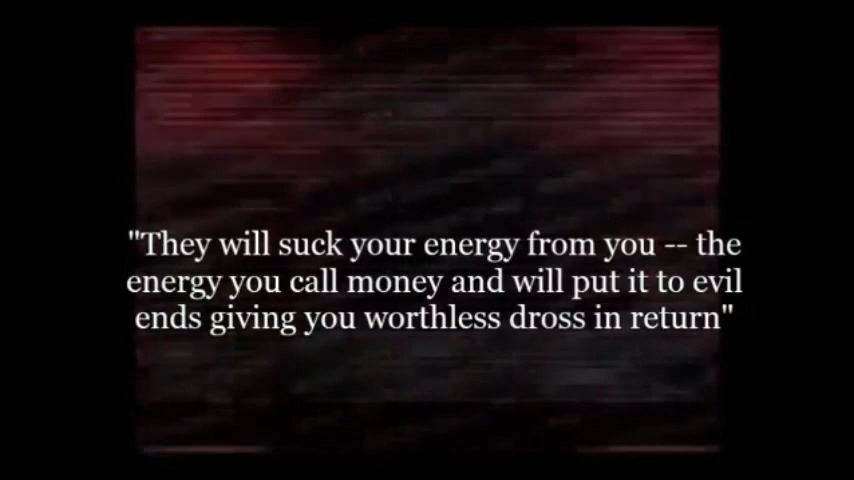 "They will suck your energy from you -- the
energy you call money and will put it to evil
ends giving you worthless dross in return"